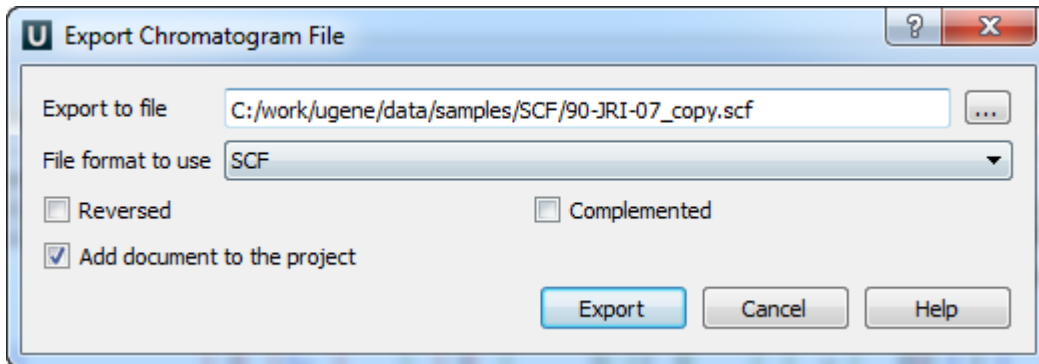 U Export Chromatogram File ? X
Export to file C:/work/ugene/data/samples/SCF/90-JRI-07_copy.scf ...
File format to use SCF
Reversed Complemented
Add document to the project
Export Cancel Help